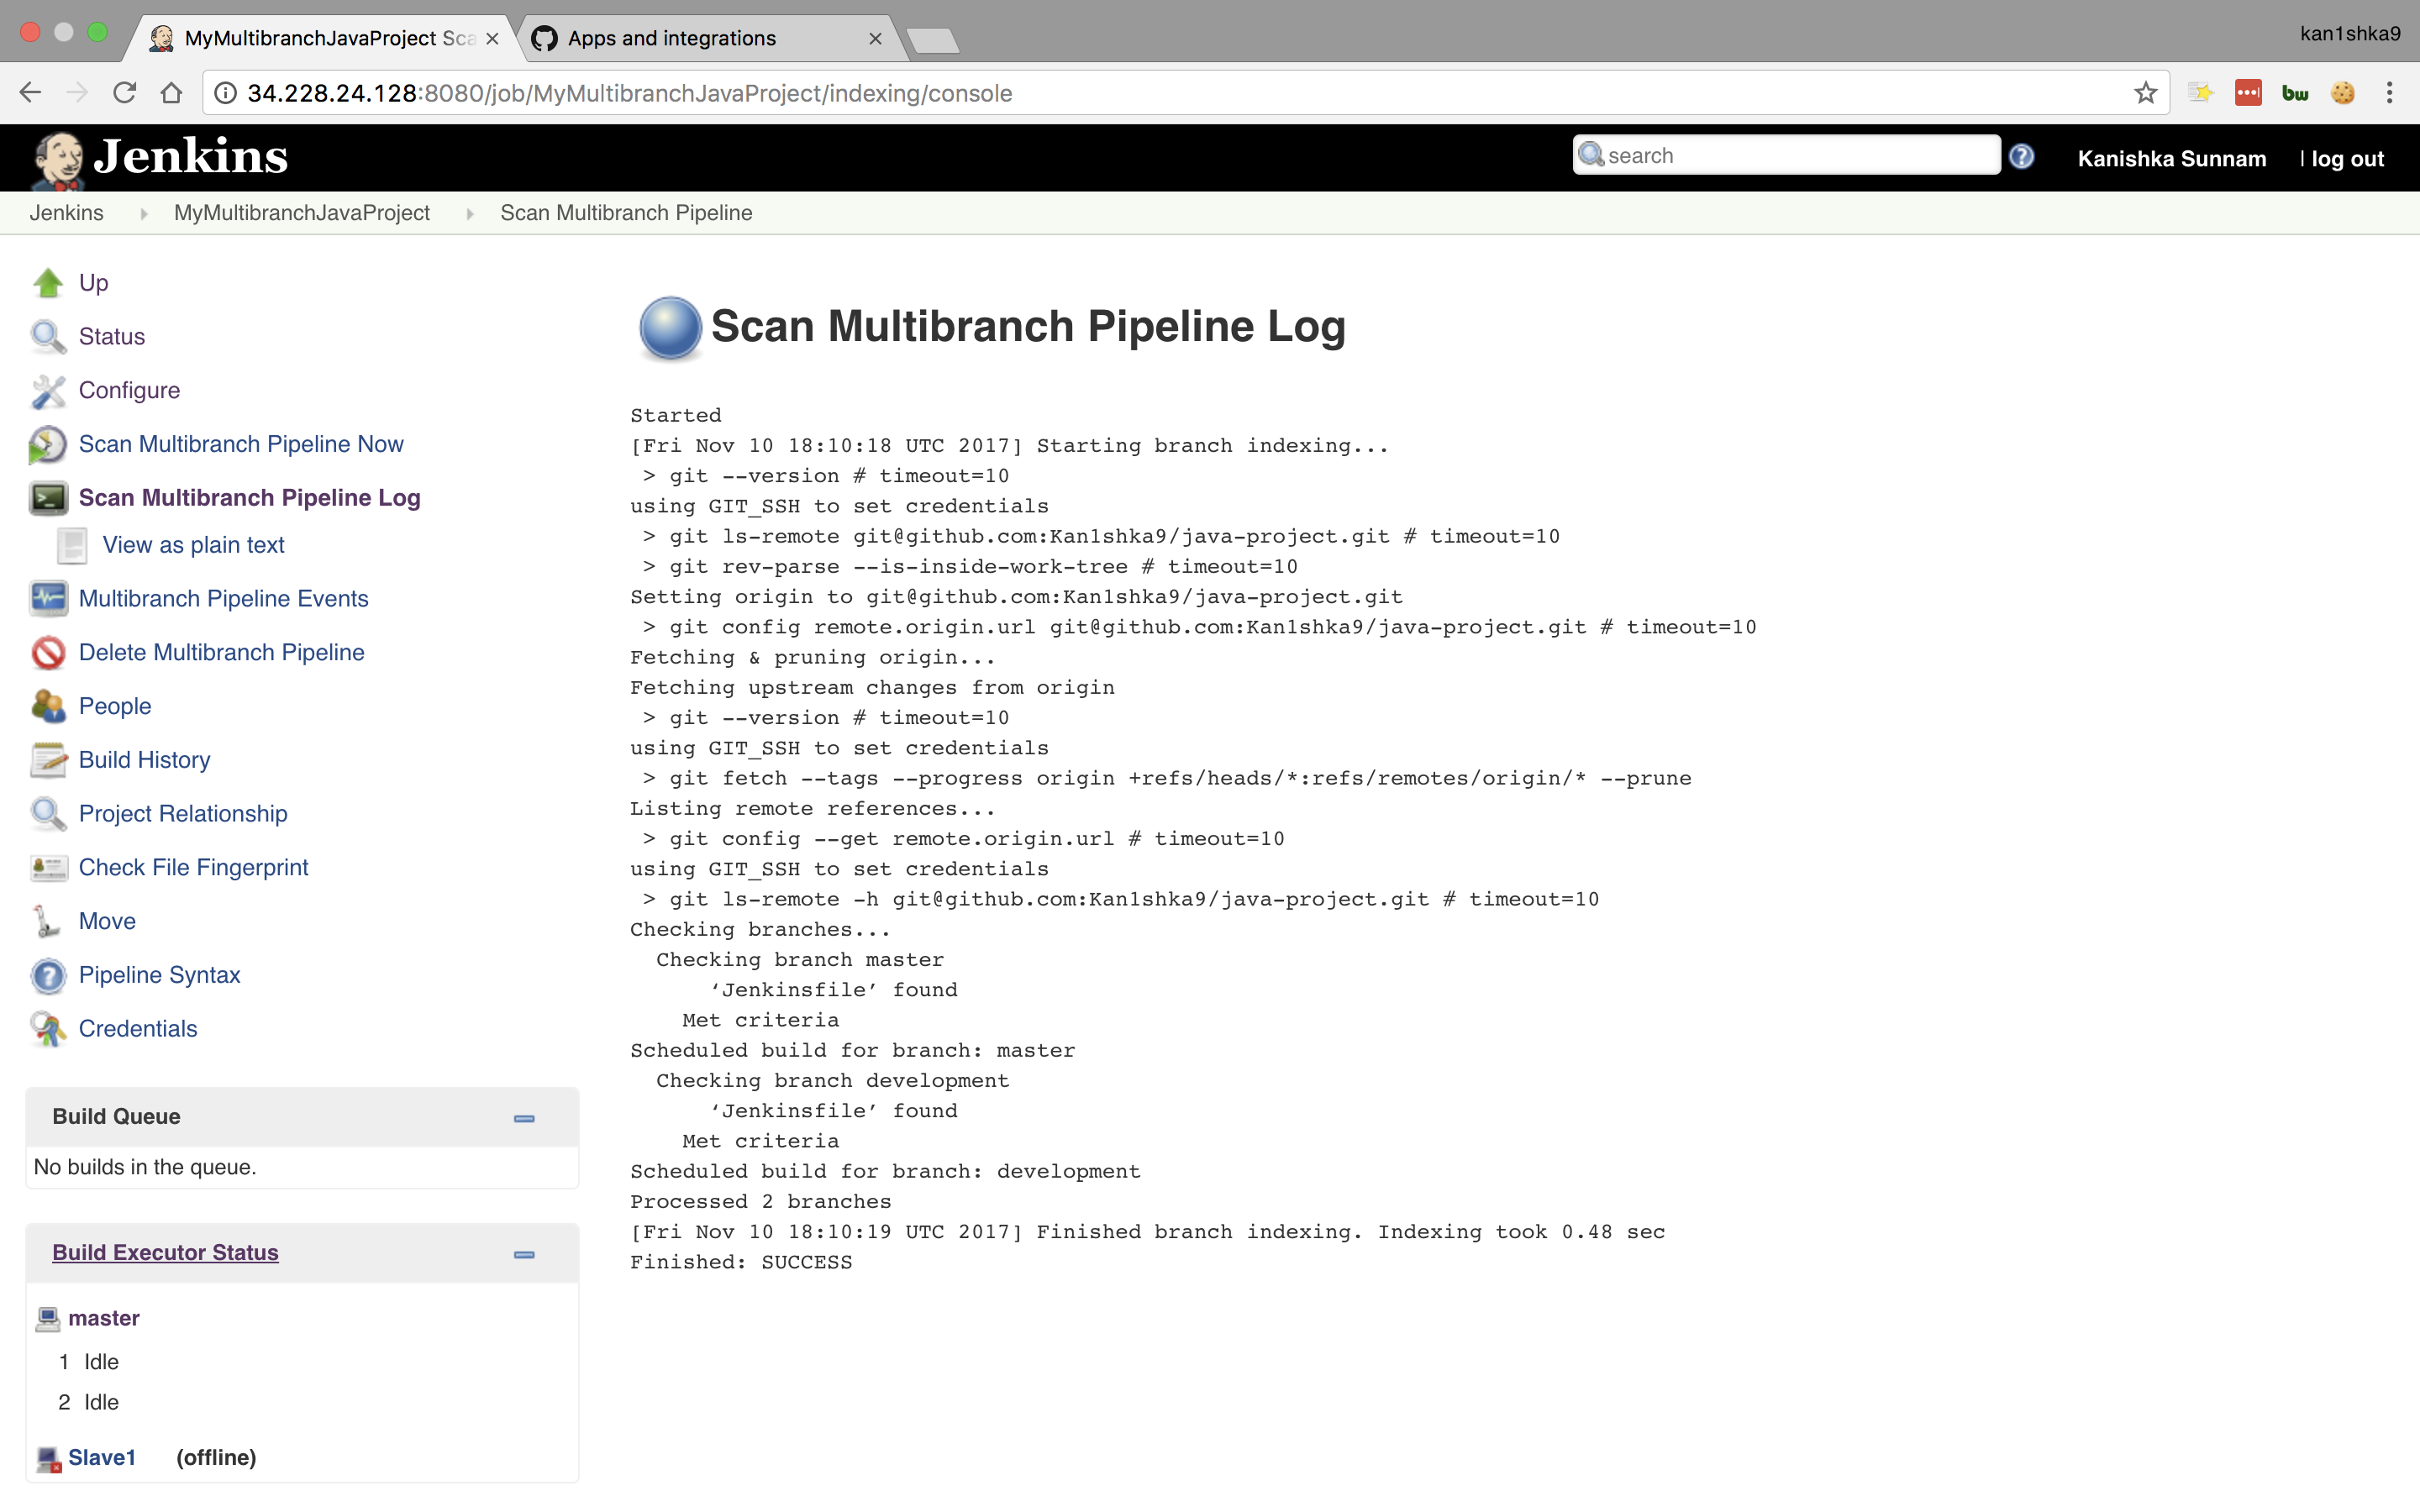 MyMultibranchJavaProject Sca
Apps and integrations
kan1shka9
34.228.24.128:8080/job/MyMultibranchJavaProject/indexing/console
bw
Jenkins
search
Kanishka Sunnam
| log out
Jenkins
MyMultibranchJavaProject
Scan Multibranch Pipeline
Up
Status
Configure
Scan Multibranch Pipeline Now
Scan Multibranch Pipeline Log
View as plain text
Multibranch Pipeline Events
Delete Multibranch Pipeline
People
Build History
Project Relationship
Check File Fingerprint
Move
Pipeline Syntax
Credentials
Build Queue
No builds in the queue.
Build Executor Status
master
1 Idle
2 Idle
Slave1 (offline)
Scan Multibranch Pipeline Log
Started
[Fri Nov 10 18:10:18 UTC 2017] Starting branch indexing...
 > git --version # timeout=10
using GIT_SSH to set credentials
 > git ls-remote git@github.com:Kan1shka9/java-project.git # timeout=10
 > git rev-parse --is-inside-work-tree # timeout=10
Setting origin to git@github.com:Kan1shka9/java-project.git
 > git config remote.origin.url git@github.com:Kan1shka9/java-project.git # timeout=10
Fetching & pruning origin...
Fetching upstream changes from origin
 > git --version # timeout=10
using GIT_SSH to set credentials
 > git fetch --tags --progress origin +refs/heads/*:refs/remotes/origin/* --prune
Listing remote references...
 > git config --get remote.origin.url # timeout=10
using GIT_SSH to set credentials
 > git ls-remote -h git@github.com:Kan1shka9/java-project.git # timeout=10
Checking branches...
  Checking branch master
      ‘Jenkinsfile’ found
    Met criteria
Scheduled build for branch: master
  Checking branch development
      ‘Jenkinsfile’ found
    Met criteria
Scheduled build for branch: development
Processed 2 branches
[Fri Nov 10 18:10:19 UTC 2017] Finished branch indexing. Indexing took 0.48 sec
Finished: SUCCESS